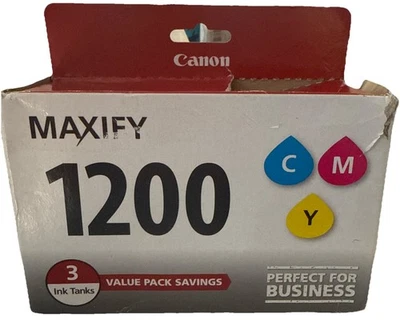 Canon
MAXIFY
1200
C
M
Y
3
Ink Tanks
VALUE PACK SAVINGS
PERFECT FOR
BUSINESS